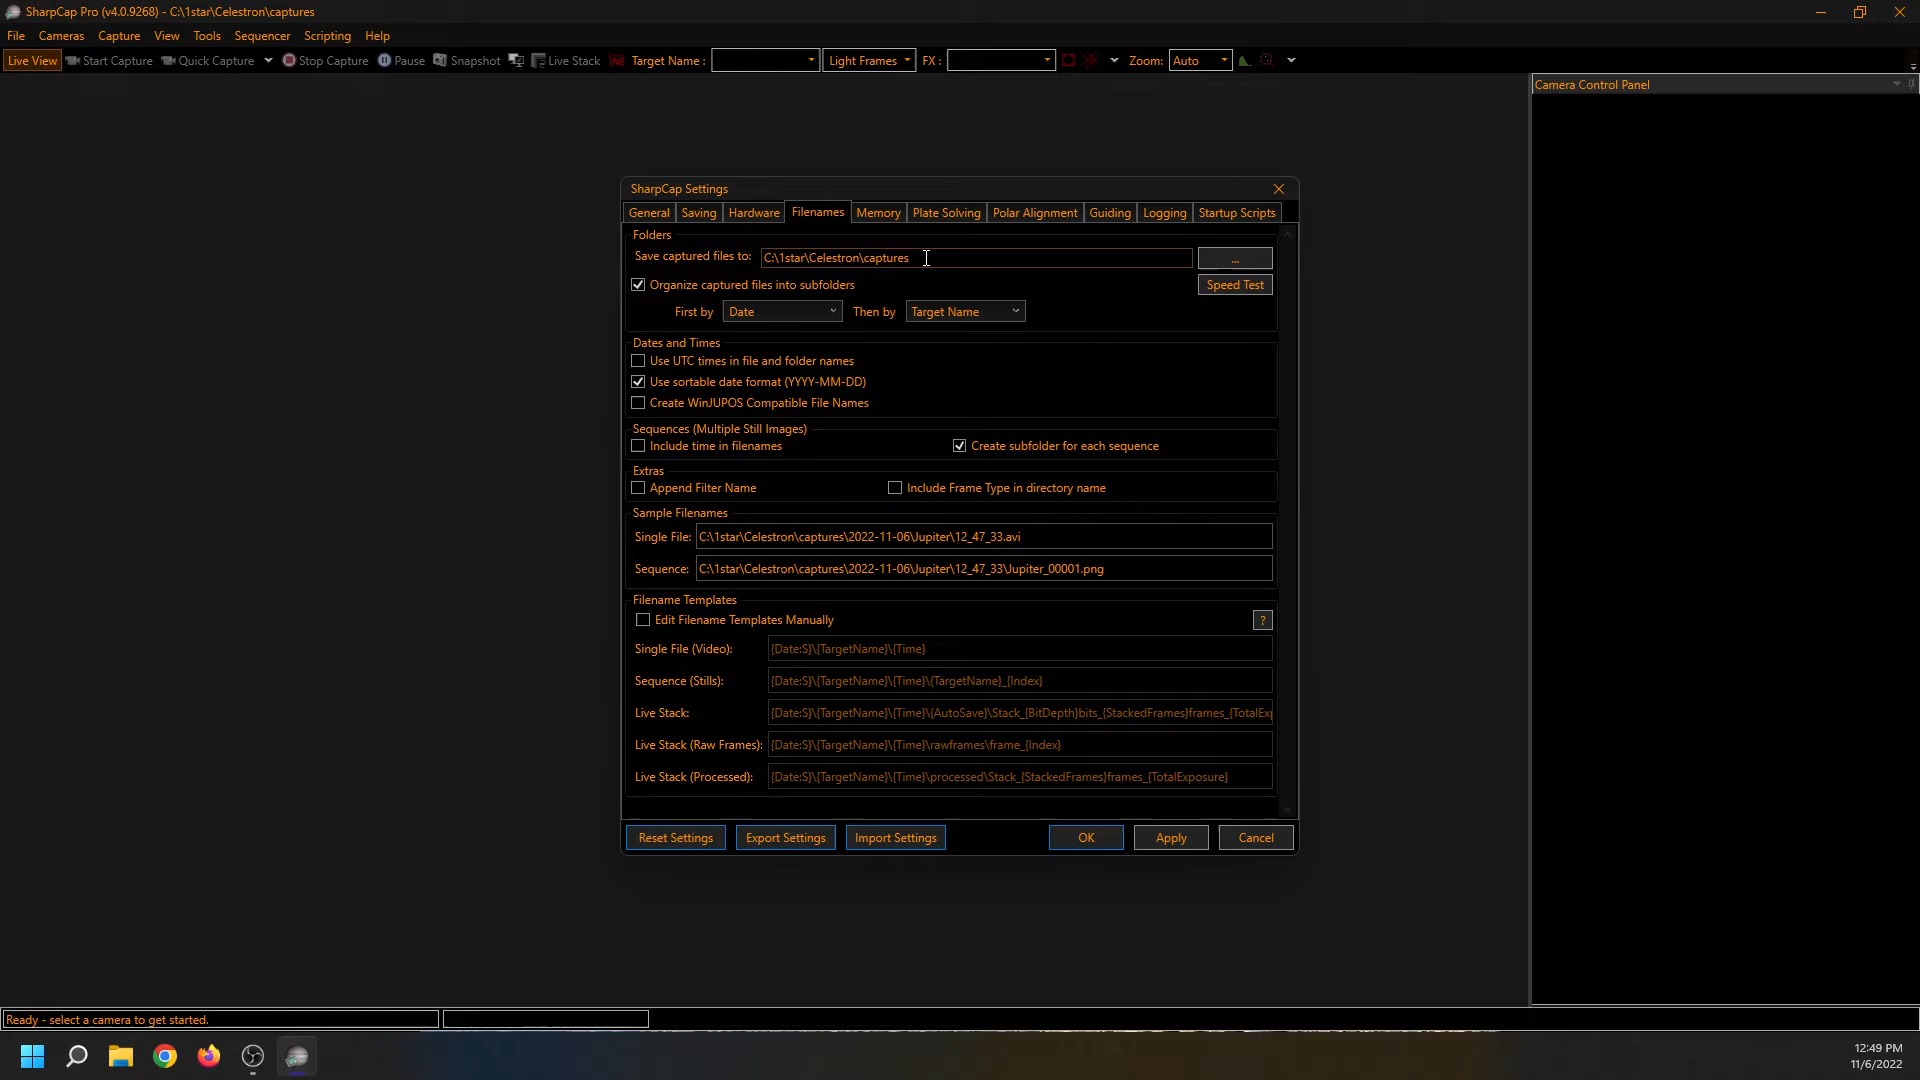 SharpCap Pro (v4.0.9268) - C:\1star\Celestron\captures
File Cameras Capture View Tools Sequencer Scripting Help
Live View Start Capture Quick Capture Stop Capture Pause Snapshot Live Stack Target Name : Light Frames FX : Zoom: Auto
Camera Control Panel
SharpCap Settings
General Saving Hardware Filenames Memory Plate Solving Polar Alignment Guiding Logging Startup Scripts
Folders
Save captured files to: C:\1star\Celestron\captures ...
Organize captured files into subfolders Speed Test
First by Date Then by Target Name
Dates and Times
Use UTC times in file and folder names
Use sortable date format (YYYY-MM-DD)
Create WinJUPOS Compatible File Names
Sequences (Multiple Still Images)
Include time in filenames Create subfolder for each sequence
Extras
Append Filter Name Include Frame Type in directory name
Sample Filenames
Single File: C:\1star\Celestron\captures\2022-11-06\Jupiter\12_47_33.avi
Sequence: C:\1star\Celestron\captures\2022-11-06\Jupiter\12_47_33\Jupiter_00001.png
Filename Templates
Edit Filename Templates Manually ?
Single File (Video): {Date:S}\{TargetName}\{Time}
Sequence (Stills): {Date:S}\{TargetName}\{Time}\{TargetName}_{Index}
Live Stack: {Date:S}\{TargetName}\{Time}\{AutoSave}\Stack_{BitDepth}bits_{StackedFrames}frames_{TotalExp
Live Stack (Raw Frames): {Date:S}\{TargetName}\{Time}\rawframes\frame_{Index}
Live Stack (Processed): {Date:S}\{TargetName}\{Time}\processed\Stack_{StackedFrames}frames_{TotalExposure}
Reset Settings Export Settings Import Settings OK Apply Cancel
Ready - select a camera to get started.
12:49 PM
11/6/2022